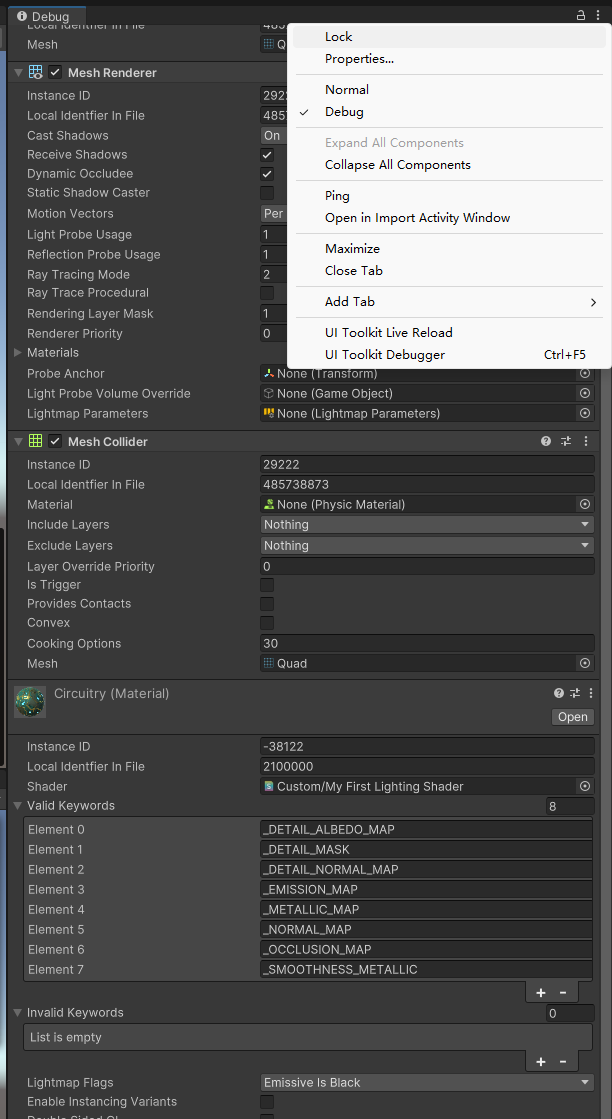 Debug
Local Identfier In File 485
Mesh Q
Mesh Renderer
Instance ID 2922
Local Identfier In File 485
Cast Shadows On
Receive Shadows
Dynamic Occludee
Static Shadow Caster
Motion Vectors Per
Light Probe Usage 1
Reflection Probe Usage 1
Ray Tracing Mode 2
Ray Trace Procedural
Rendering Layer Mask 1
Renderer Priority 0
Materials
Probe Anchor None (Transform)
Light Probe Volume Override None (Game Object)
Lightmap Parameters None (Lightmap Parameters)
Lock
Properties...
Normal
Debug
Expand All Components
Collapse All Components
Ping
Open in Import Activity Window
Maximize
Close Tab
Add Tab
UI Toolkit Live Reload
UI Toolkit Debugger Ctrl+F5
Mesh Collider
Instance ID 29222
Local Identfier In File 485738873
Material None (Physic Material)
Include Layers Nothing
Exclude Layers Nothing
Layer Override Priority 0
Is Trigger
Provides Contacts
Convex
Cooking Options 30
Mesh Quad
Circuitry (Material)
Open
Instance ID -38122
Local Identfier In File 2100000
Shader Custom/My First Lighting Shader
Valid Keywords 8
Element 0 _DETAIL_ALBEDO_MAP
Element 1 _DETAIL_MASK
Element 2 _DETAIL_NORMAL_MAP
Element 3 _EMISSION_MAP
Element 4 _METALLIC_MAP
Element 5 _NORMAL_MAP
Element 6 _OCCLUSION_MAP
Element 7 _SMOOTHNESS_METALLIC
+ -
Invalid Keywords 0
List is empty
+ -
Lightmap Flags Emissive Is Black
Enable Instancing Variants